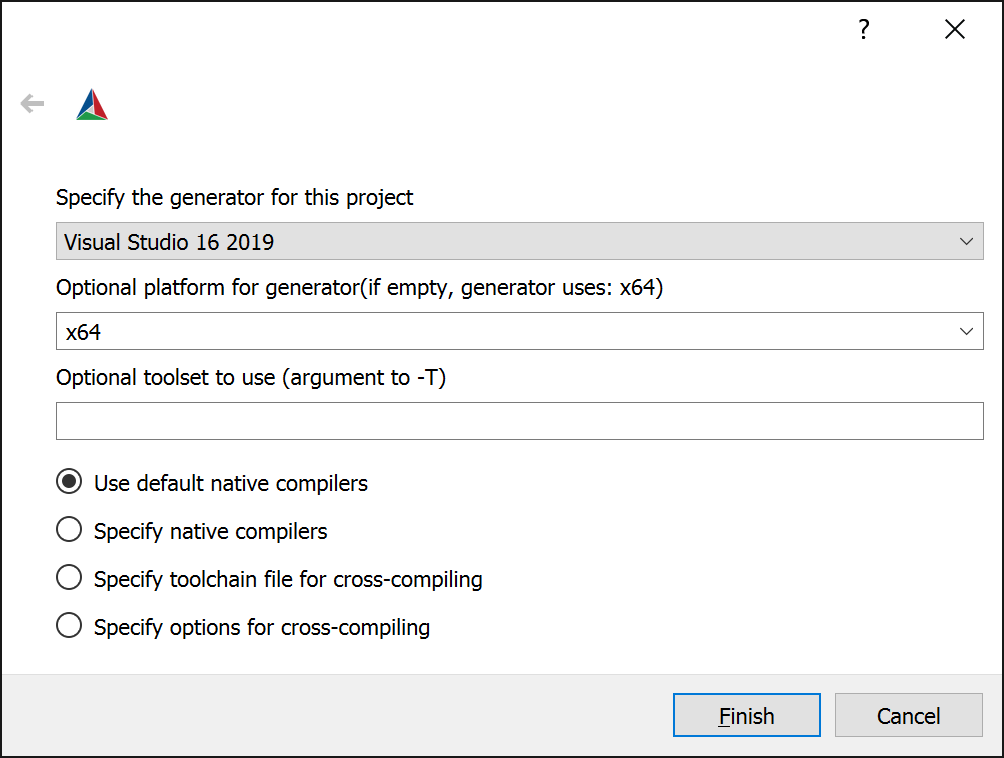 ?
Specify the generator for this project
Visual Studio 16 2019
Optional platform for generator(if empty, generator uses: x64)
x64
Optional toolset to use (argument to -T)
Use default native compilers
Specify native compilers
Specify toolchain file for cross-compiling
Specify options for cross-compiling
Finish
Cancel